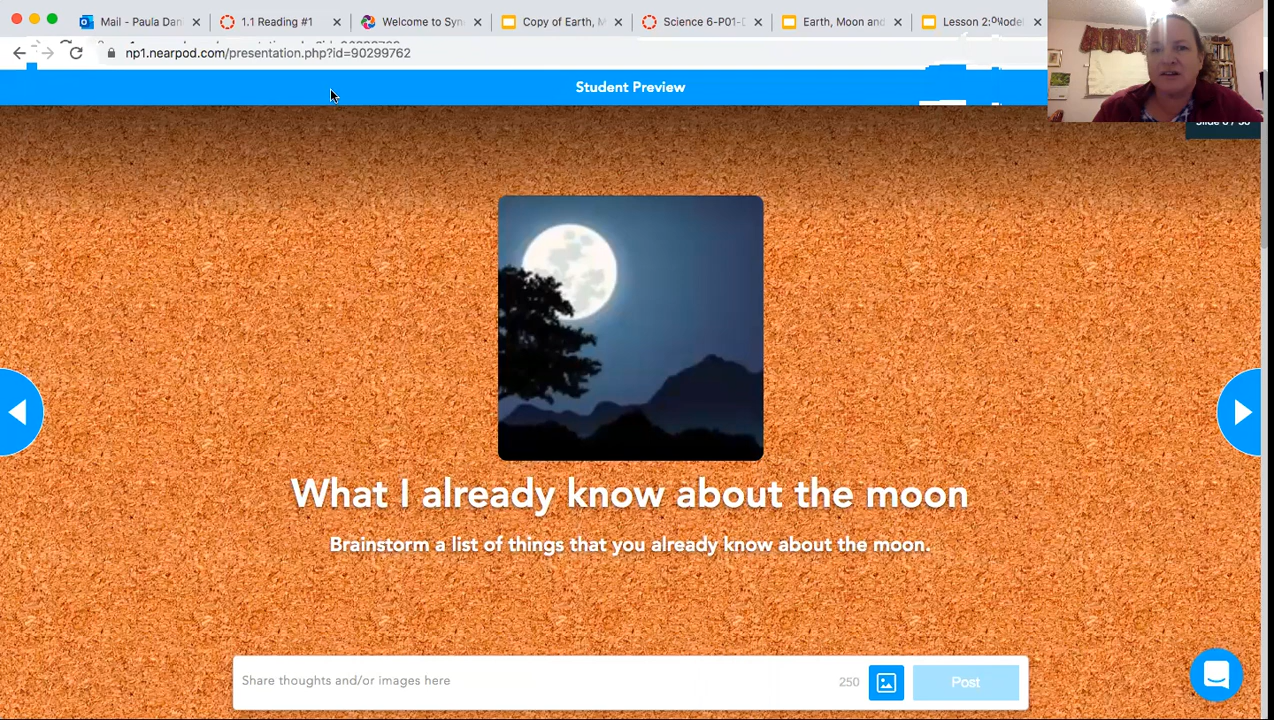 Mail - Paula Dan
1.1 Reading #1
Welcome to Syn
Copy of Earth, M
Science 6-P01-D
Earth, Moon and
Lesson 2:
np1.nearpod.com/presentation.php?id=90299762
Student Preview
What I already know about the moon
Brainstorm a list of things that you already know about the moon.
Share thoughts and/or images here
250
Post